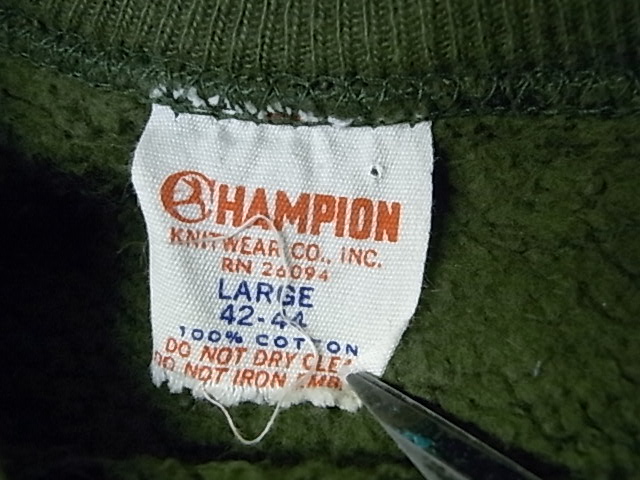 CHAMPION
KNITWEAR CO., INC.
RN 26094
LARGE
42-44
100% COTTON
DO NOT DRY
DO NOT IRON